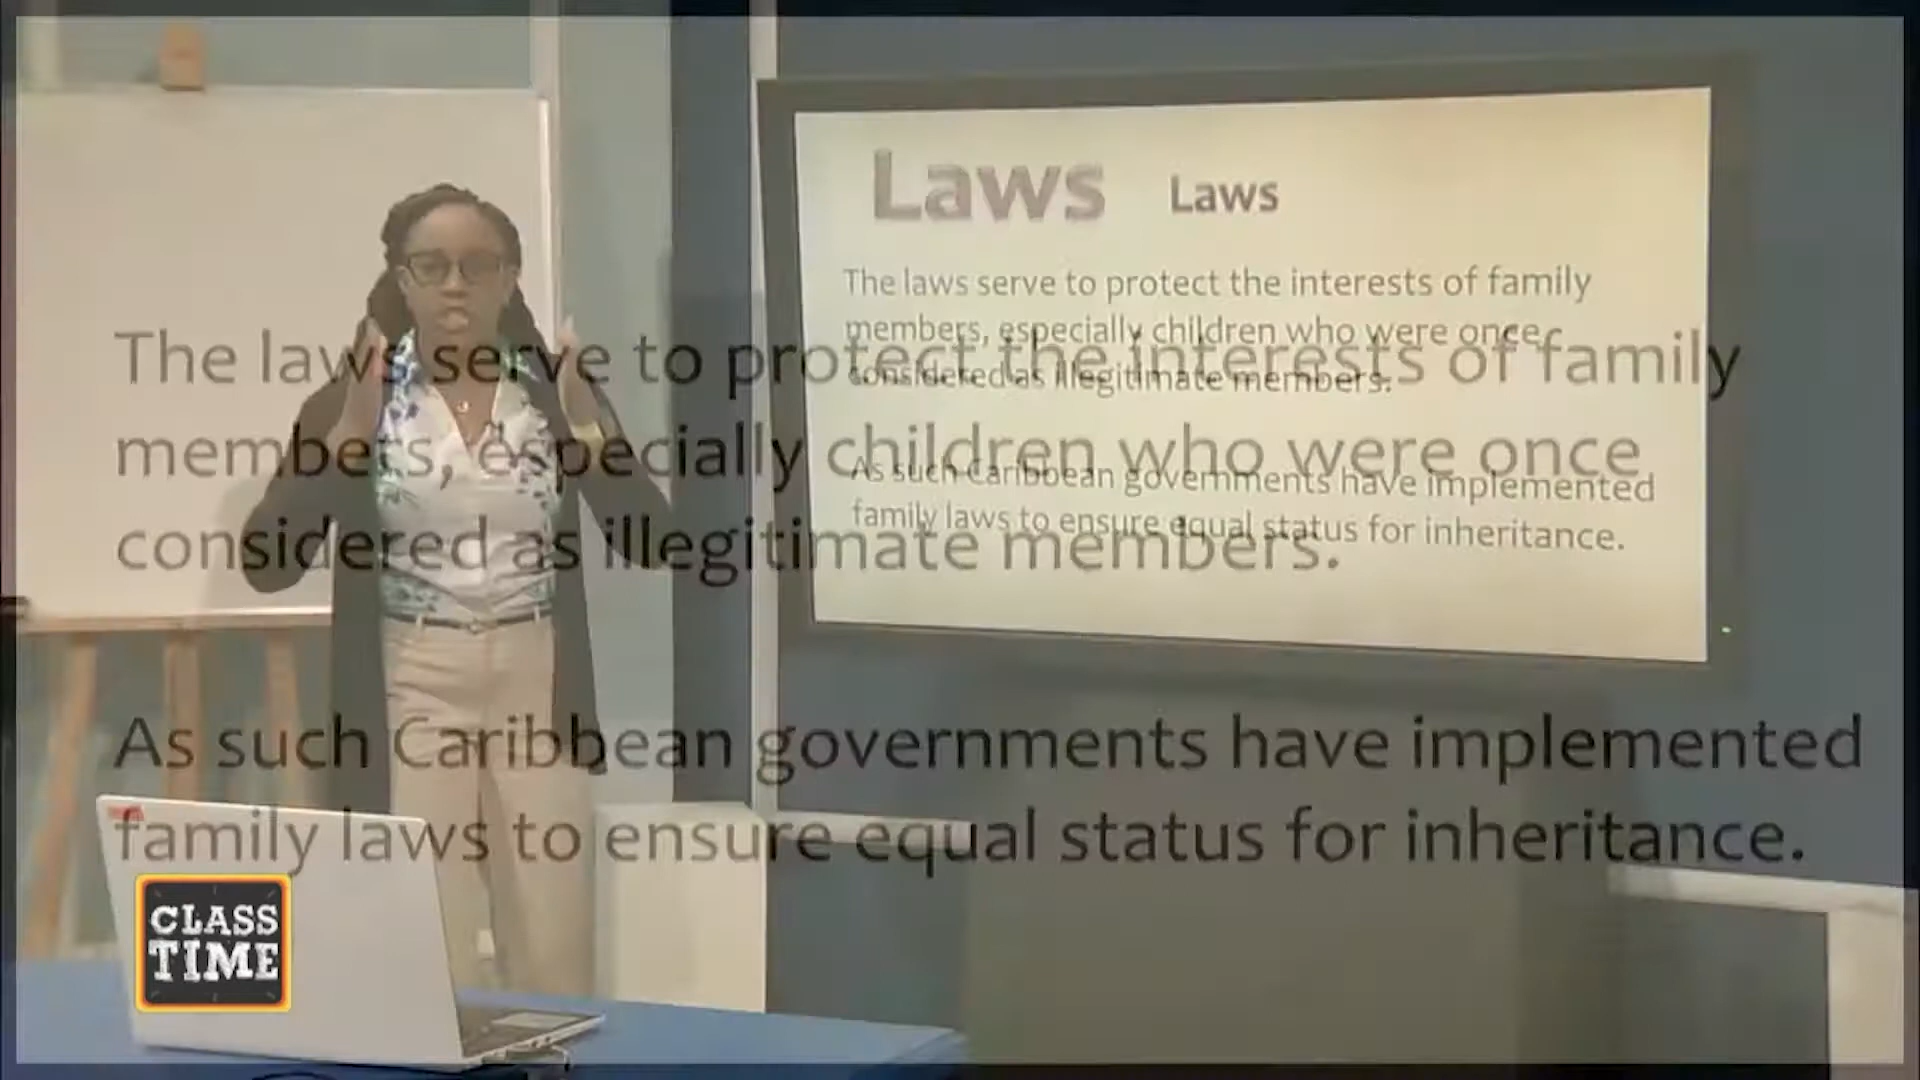 Laws
Laws
The laws serve to protect the interests of family
members, especially children who were once
considered as illegitimate members.
As such Caribbean governments have implemented
family laws to ensure equal status for inheritance.
The laws serve to protect the interests of family
members, especially children who were once
considered as illegitimate members.
As such Caribbean governments have implemented
family laws to ensure equal status for inheritance.
CLASS
TIME